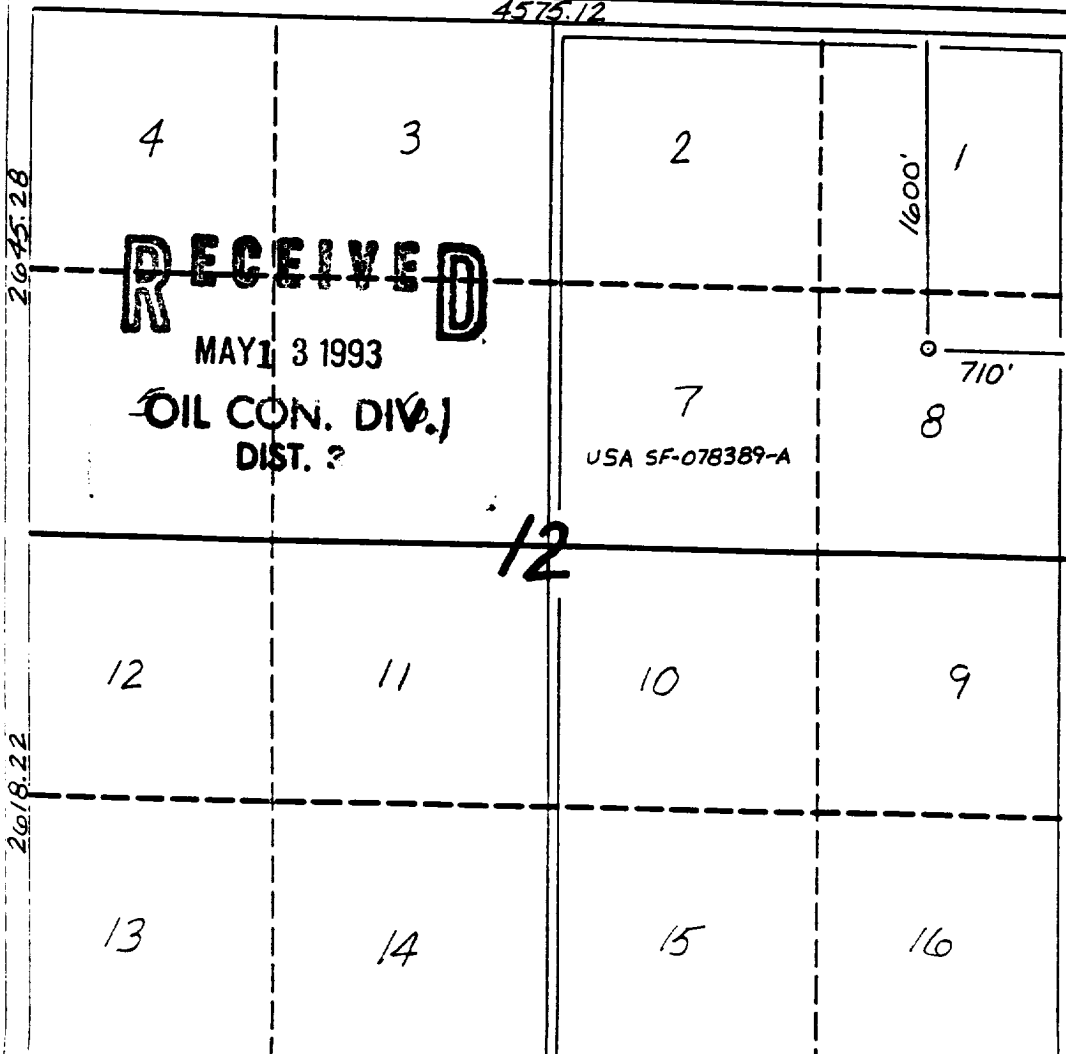 4575.12
4 3 2 1
1600'
2645.28
RECEIVED
MAY 13 1993
OIL CON. DIV.
DIST.
710'
7 8
USA SF-078389-A
12
12 11 10 9
2618.22
13 14 15 16